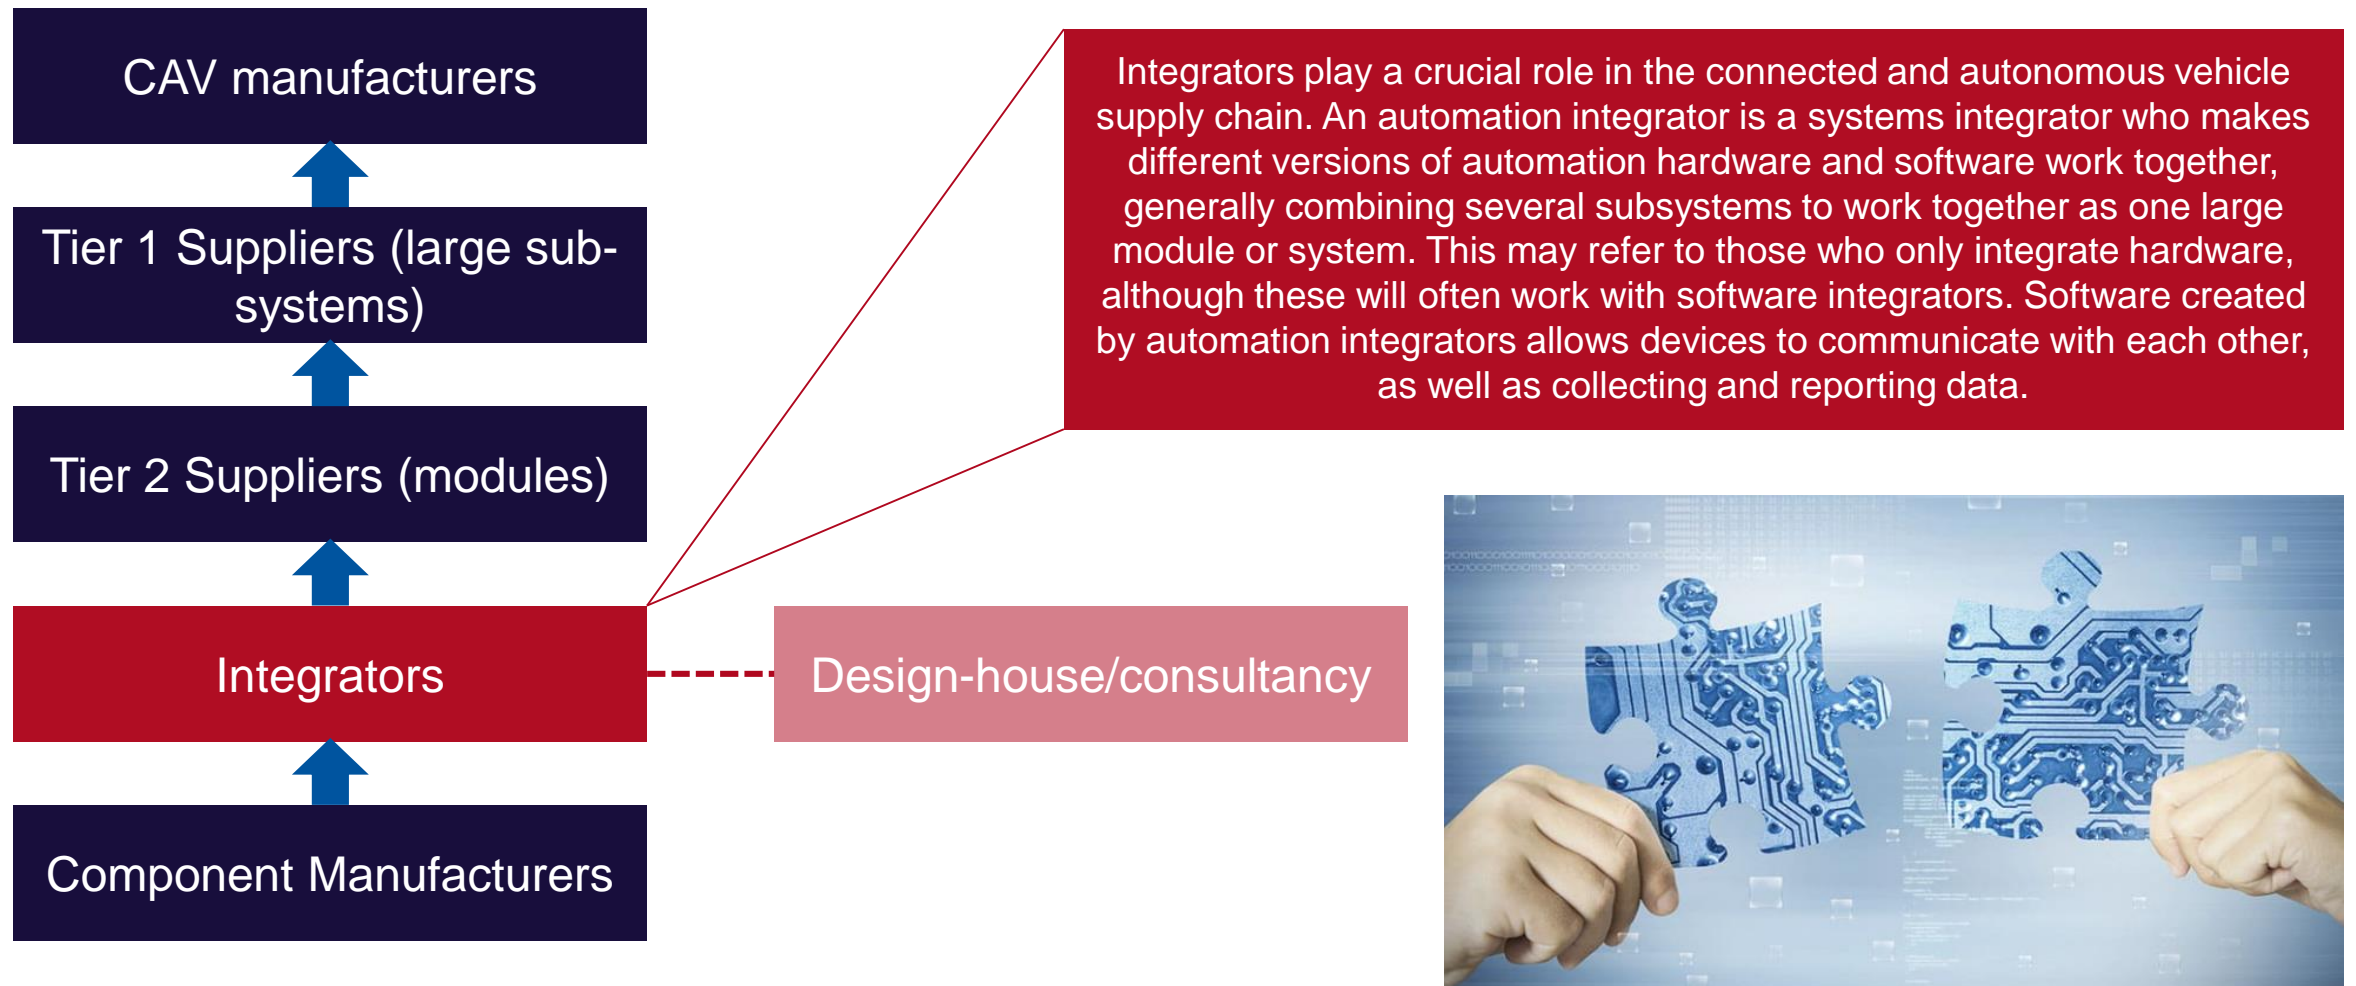 CAV manufacturers
Tier 1 Suppliers (large sub-
systems)
Tier 2 Suppliers (modules)
Integrators
Component Manufacturers
Design-house/consultancy
Integrators play a crucial role in the connected and autonomous vehicle
supply chain. An automation integrator is a systems integrator who makes
different versions of automation hardware and software work together,
generally combining several subsystems to work together as one large
module or system. This may refer to those who only integrate hardware,
although these will often work with software integrators. Software created
by automation integrators allows devices to communicate with each other,
as well as collecting and reporting data.